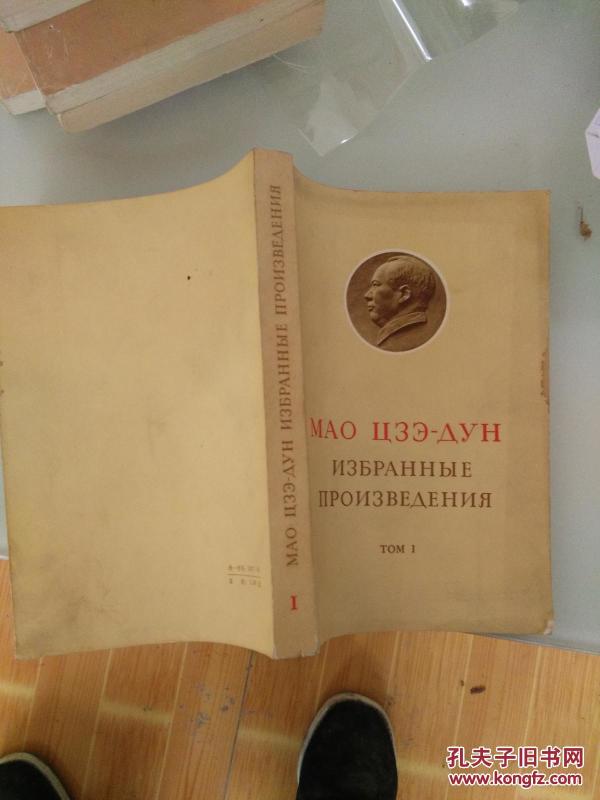 МАО ЦЗЭ-ДУН
ИЗБРАННЫЕ
ПРОИЗВЕДЕНИЯ
ТОМ I
МАО ЦЗЭ-ДУН ИЗБРАННЫЕ ПРОИЗВЕДЕНИЯ
I
孔夫子旧书网
www.kongfz.com